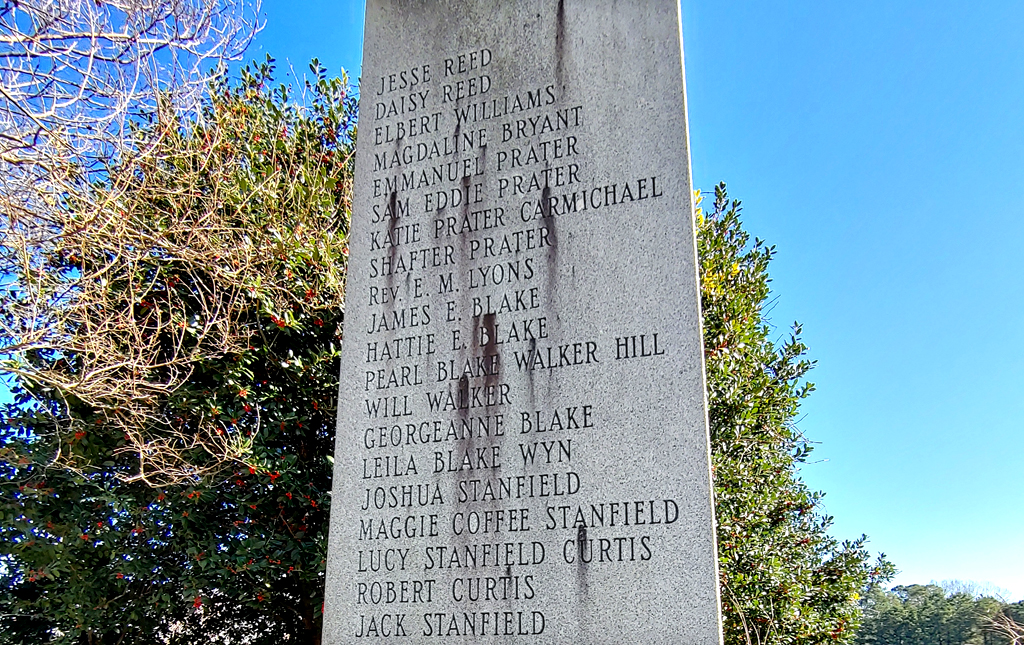 JESSE REED
DAISY REED
ELBERT WILLIAMS
MAGDALINE BRYANT
EMMANUEL PRATER
SAM EDDIE PRATER
KATIE PRATER CARMICHAEL
SHAFTER PRATER
REV. E. M. LYONS
JAMES E. BLAKE
HATTIE E. BLAKE
PEARL BLAKE WALKER HILL
WILL WALKER
GEORGEANNE BLAKE
LEILA BLAKE WYN
JOSHUA STANFIELD
MAGGIE COFFEE STANFIELD
LUCY STANFIELD CURTIS
ROBERT CURTIS
JACK STANFIELD